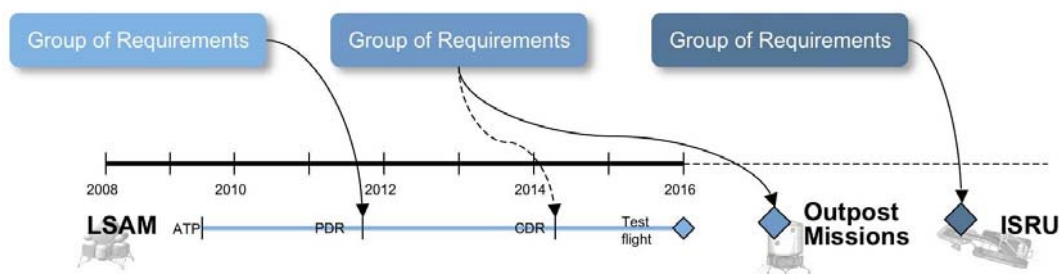 Group of Requirements
Group of Requirements
Group of Requirements
2008
2010
2012
2014
2016
LSAM
ATP
PDR
CDR
Test
flight
Outpost
Missions
ISRU